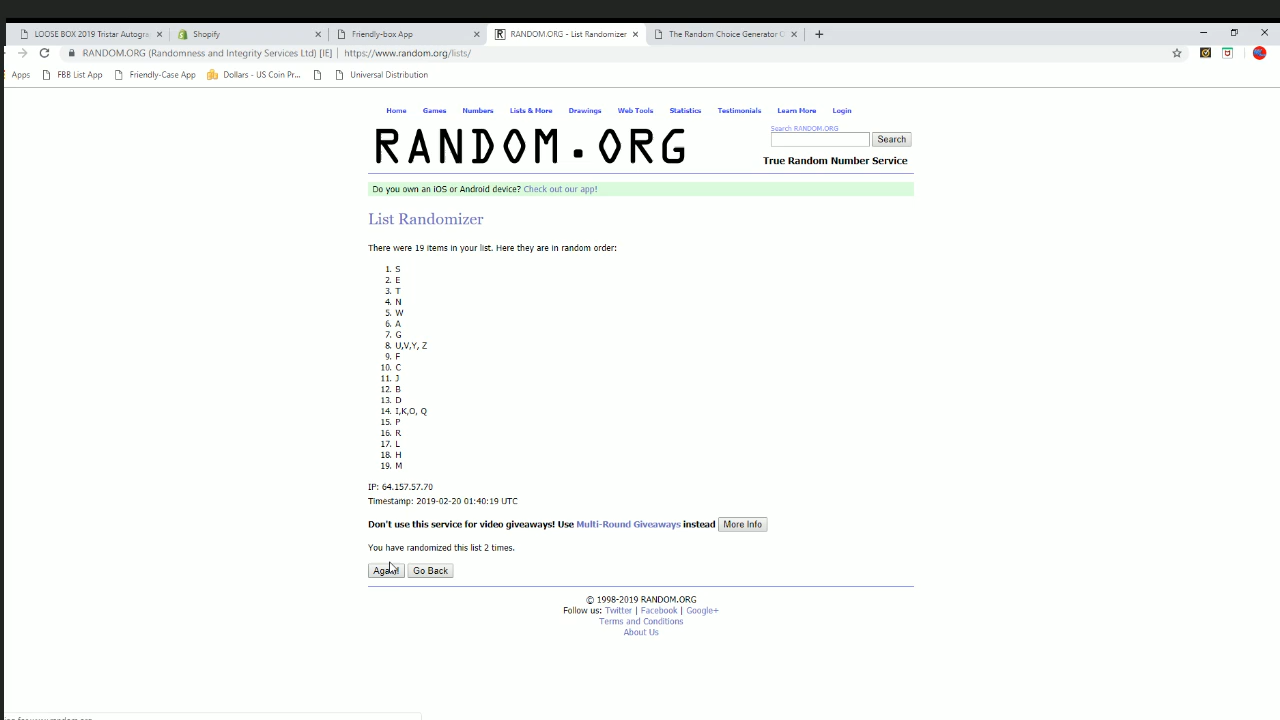 LOOSE BOX 2019 Tristar Autogra
Shopify
Friendly-box App
RANDOM.ORG - List Randomizer
The Random Choice Generator
RANDOM.ORG (Randomness and Integrity Services Ltd) [IE] | https://www.random.org/lists/
Apps
FBB List App
Friendly-Case App
Dollars - US Coin Pr...
Universal Distribution
Home
Games
Numbers
Lists & More
Drawings
Web Tools
Statistics
Testimonials
Learn More
Login
RANDOM.ORG
Search RANDOM.ORG
Search
True Random Number Service
Do you own an iOS or Android device? Check out our app!
List Randomizer
There were 19 items in your list. Here they are in random order:
1. S
2. E
3. T
4. N
5. W
6. A
7. G
8. U,V,Y, Z
9. F
10. C
11. J
12. B
13. D
14. I,K,O, Q
15. P
16. R
17. L
18. H
19. M
IP: 64.157.57.70
Timestamp: 2019-02-20 01:40:19 UTC
Don't use this service for video giveaways! Use Multi-Round Giveaways instead
More Info
You have randomized this list 2 times.
Again!
Go Back
© 1998-2019 RANDOM.ORG
Follow us: Twitter | Facebook | Google+
Terms and Conditions
About Us